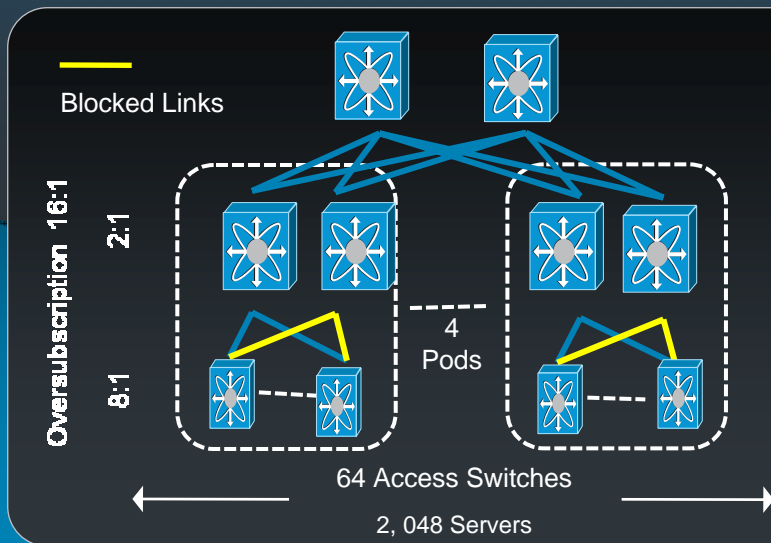 Blocked Links
Oversubscription 16:1
2:1
8:1
4
Pods
64 Access Switches
2, 048 Servers